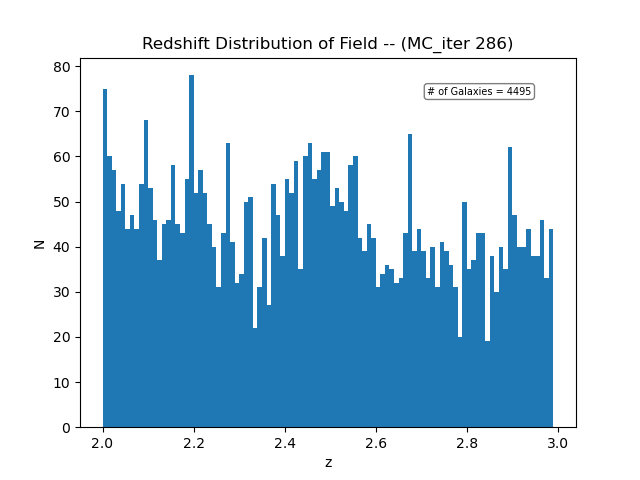 Redshift Distribution of Field -- (MC_iter 286)
# of Galaxies = 4495
80
70
60
50
40
30
20
10
0
N
2.0 2.2 2.4 2.6 2.8 3.0
z